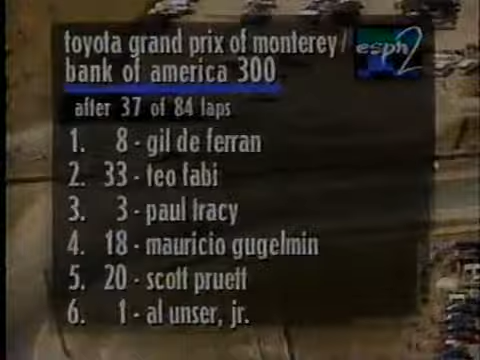 toyota grand prix of monterey/
bank of america 300
espn2
after 37 of 84 laps
1. 8 - gil de ferran
2. 33 - teo fabi
3. 3 - paul tracy
4. 18 - mauricio gugelmin
5. 20 - scott pruett
6. 1 - al unser, jr.